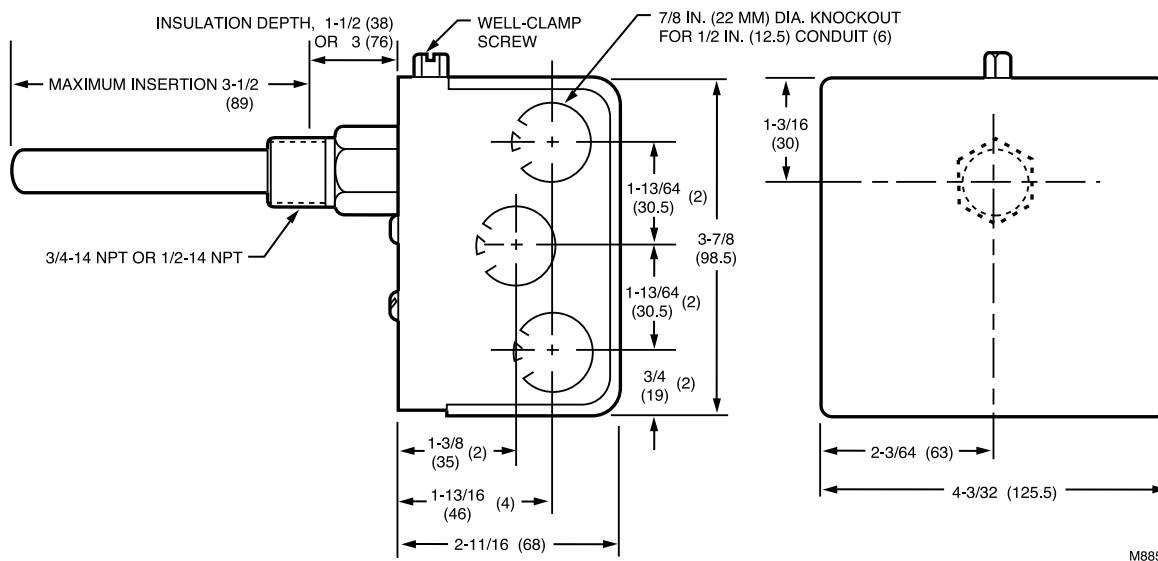 INSULATION DEPTH, 1-1/2 (38)
OR 3 (76)
WELL-CLAMP
SCREW
7/8 IN. (22 MM) DIA. KNOCKOUT
FOR 1/2 IN. (12.5) CONDUIT (6)
MAXIMUM INSERTION 3-1/2
(89)
3/4-14 NPT OR 1/2-14 NPT
1-13/64 (2)
(30.5)
3-7/8
(98.5)
1-13/64 (2)
(30.5)
3/4 (2)
(19)
1-3/8 (2)
(35)
1-13/16 (4)
(46)
2-11/16 (68)
1-3/16
(30)
2-3/64 (63)
4-3/32 (125.5)
M885